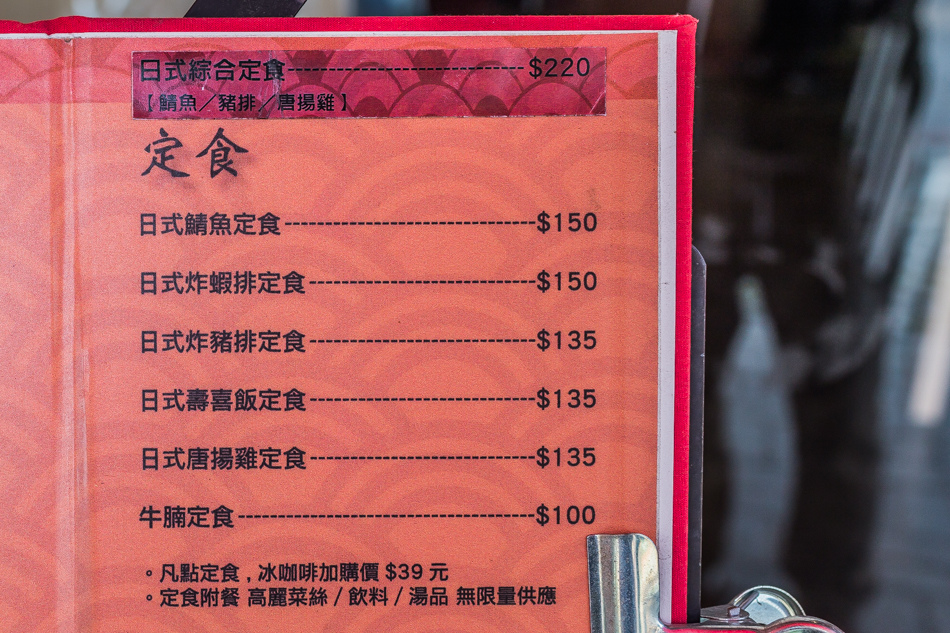 日式綜合定食------------------------$220
【 鯖魚／豬排／唐揚雞 】
定食
日式鯖魚定食--------------------------$150
日式炸蝦排定食------------------------$150
日式炸豬排定食------------------------$135
日式壽喜飯定食------------------------$135
日式唐揚雞定食------------------------$135
牛腩定食------------------------------$100
。凡點定食 , 冰咖啡加購價 $39 元
。定食附餐 高麗菜絲 / 飲料 / 湯品 無限量供應